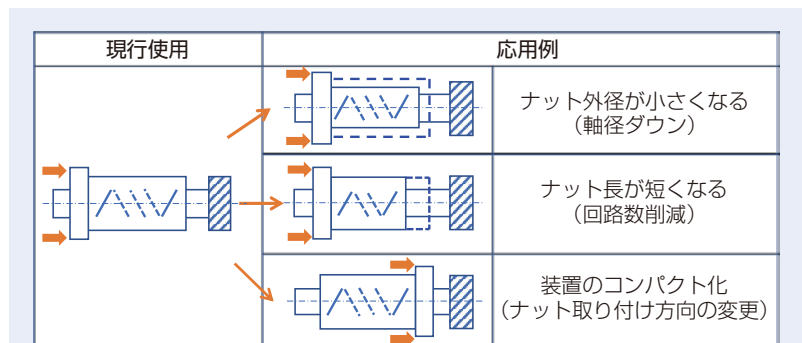 現行使用
応用例
ナット外径が小さくなる
（軸径ダウン）
ナット長が短くなる
（回路数削減）
装置のコンパクト化
（ナット取り付け方向の変更）